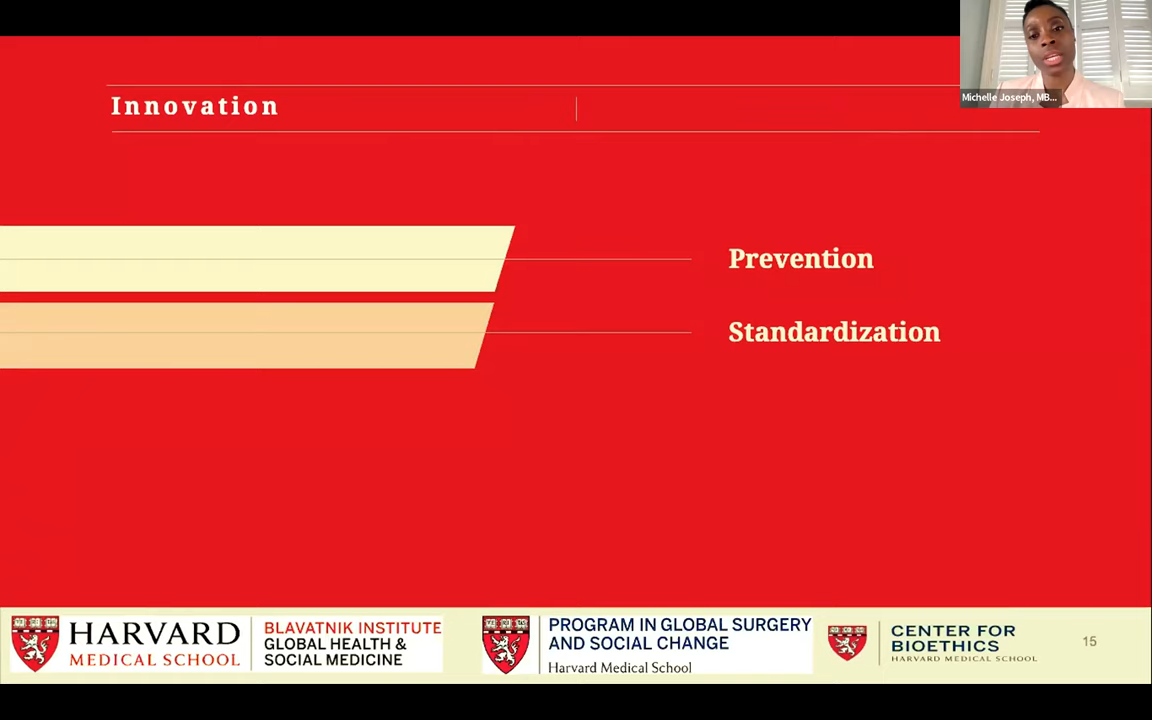 Michelle Joseph, MB...
Innovation
Prevention
Standardization
HARVARD
MEDICAL SCHOOL
BLAVATNIK INSTITUTE
GLOBAL HEALTH &
SOCIAL MEDICINE
PROGRAM IN GLOBAL SURGERY
AND SOCIAL CHANGE
Harvard Medical School
CENTER FOR
BIOETHICS
HARVARD MEDICAL SCHOOL
15